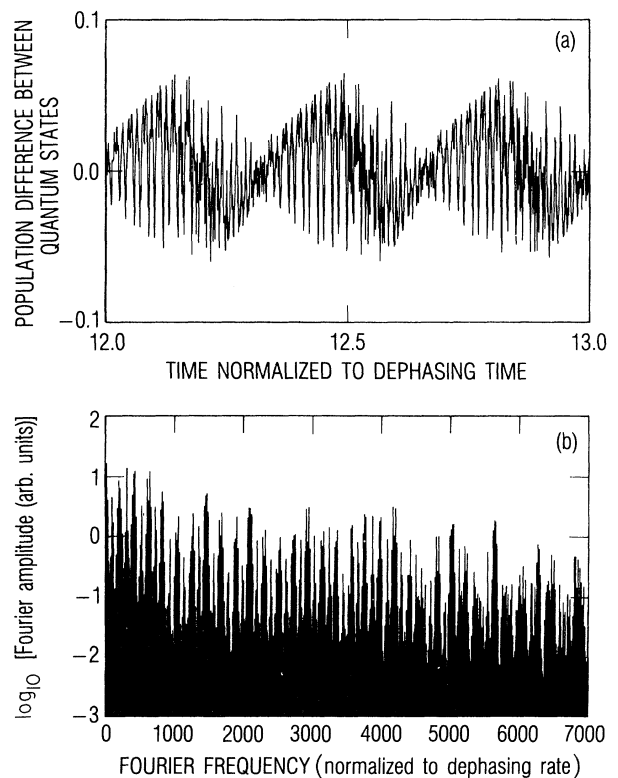 (a)
POPULATION DIFFERENCE BETWEEN
QUANTUM STATES
0.1
0.0
−0.1
12.0 12.5 13.0
TIME NORMALIZED TO DEPHASING TIME
(b)
log10 [Fourier amplitude (arb. units)]
2
1
0
−1
−2
−3
0 1000 2000 3000 4000 5000 6000 7000
FOURIER FREQUENCY (normalized to dephasing rate)